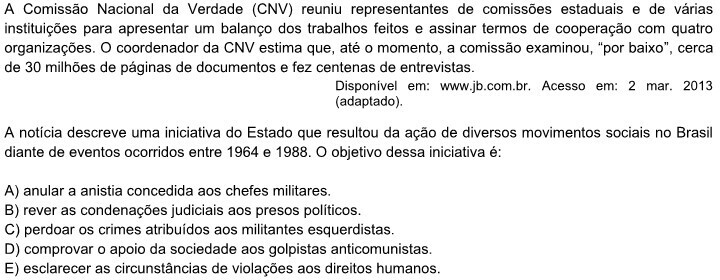 A Comissão Nacional da Verdade (CNV) reuniu representantes de comissões estaduais e de várias
instituições para apresentar um balanço dos trabalhos feitos e assinar termos de cooperação com quatro
organizações. O coordenador da CNV estima que, até o momento, a comissão examinou, “por baixo”, cerca
de 30 milhões de páginas de documentos e fez centenas de entrevistas.
Disponível em: www.jb.com.br. Acesso em: 2 mar. 2013
(adaptado).
A notícia descreve uma iniciativa do Estado que resultou da ação de diversos movimentos sociais no Brasil
diante de eventos ocorridos entre 1964 e 1988. O objetivo dessa iniciativa é:
A) anular a anistia concedida aos chefes militares.
B) rever as condenações judiciais aos presos políticos.
C) perdoar os crimes atribuídos aos militantes esquerdistas.
D) comprovar o apoio da sociedade aos golpistas anticomunistas.
E) esclarecer as circunstâncias de violações aos direitos humanos.